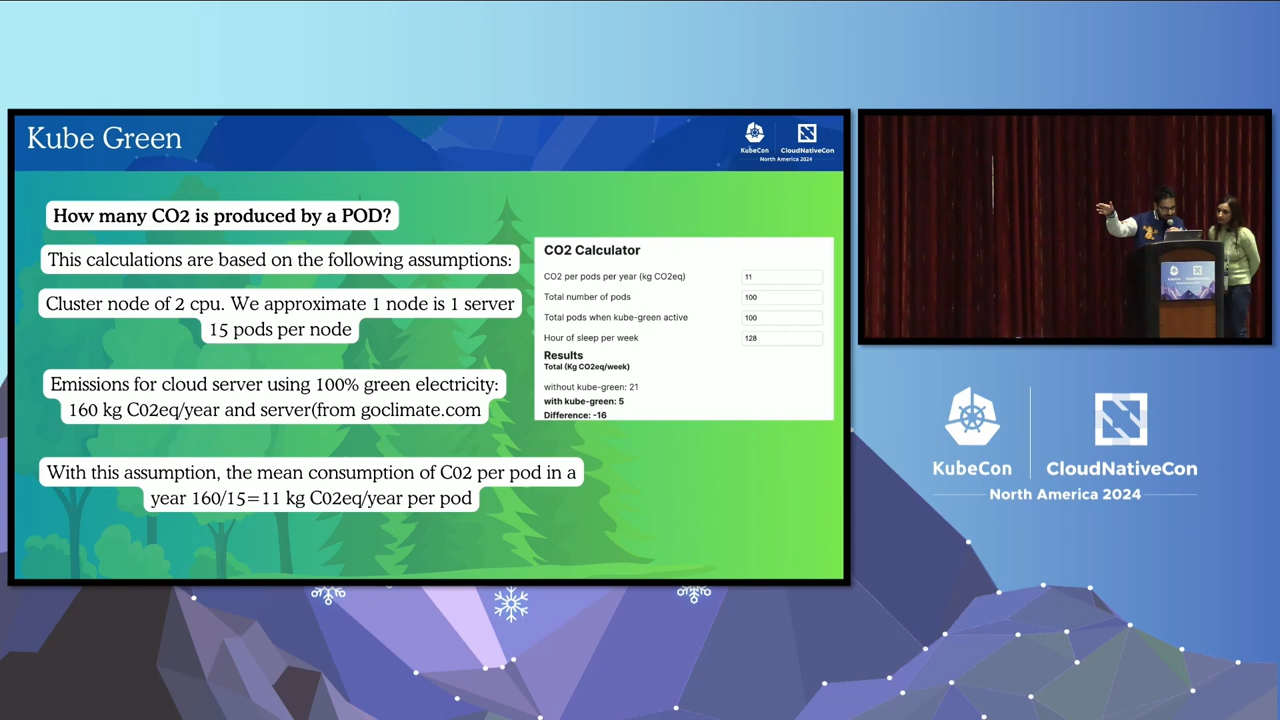 Kube Green
KubeCon
CloudNativeCon
North America 2024
How many CO2 is produced by a POD?
This calculations are based on the following assumptions:
Cluster node of 2 cpu. We approximate 1 node is 1 server
15 pods per node
Emissions for cloud server using 100% green electricity:
160 kg C02eq/year and server(from goclimate.com
With this assumption, the mean consumption of C02 per pod in a
year 160/15=11 kg C02eq/year per pod
CO2 Calculator
CO2 per pods per year (kg CO2eq)
11
Total number of pods
100
Total pods when kube-green active
100
Hour of sleep per week
128
Results
Total (Kg CO2eq/week)
without kube-green: 21
with kube-green: 5
Difference: -16
KubeCon
CloudNativeCon
North America 2024